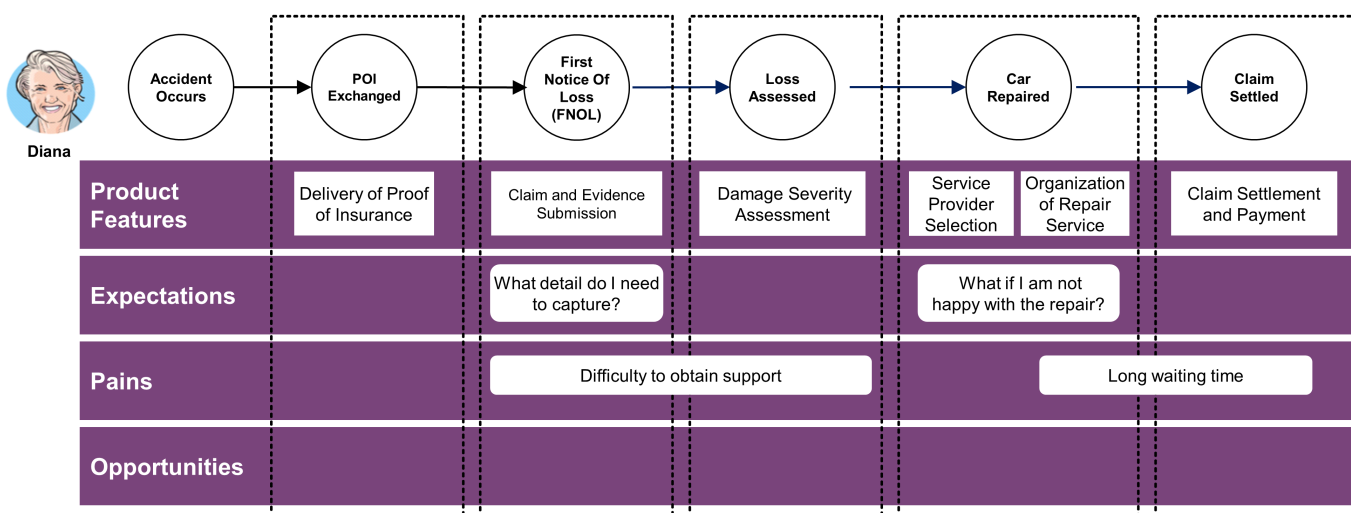 Accident
Occurs
POI
Exchanged
First
Notice Of
Loss
(FNOL)
Loss
Assessed
Car
Repaired
Claim
Settled
Diana
Product
Features
Delivery of Proof
of Insurance
Claim and Evidence
Submission
Damage Severity
Assessment
Service
Provider
Selection
Organization
of Repair
Service
Claim Settlement
and Payment
Expectations
What detail do I need
to capture?
What if I am not
happy with the repair?
Pains
Difficulty to obtain support
Long waiting time
Opportunities